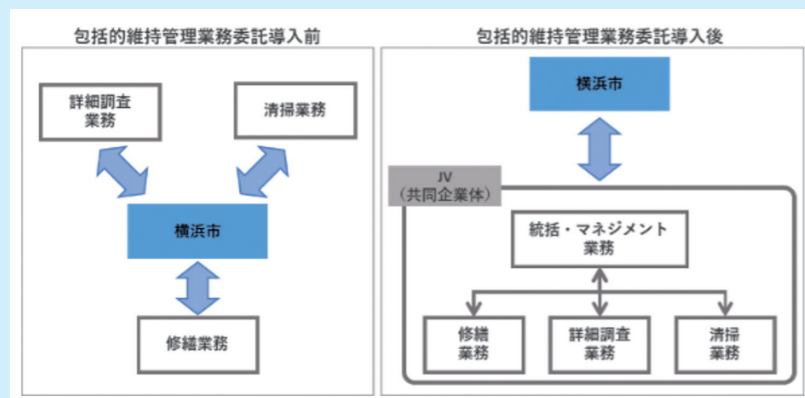 包括的維持管理業務委託導入前
詳細調査
業務
清掃業務
横浜市
修繕業務
包括的維持管理業務委託導入後
横浜市
JV
（共同企業体）
統括・マネジメント
業務
修繕
業務
詳細調査
業務
清掃
業務